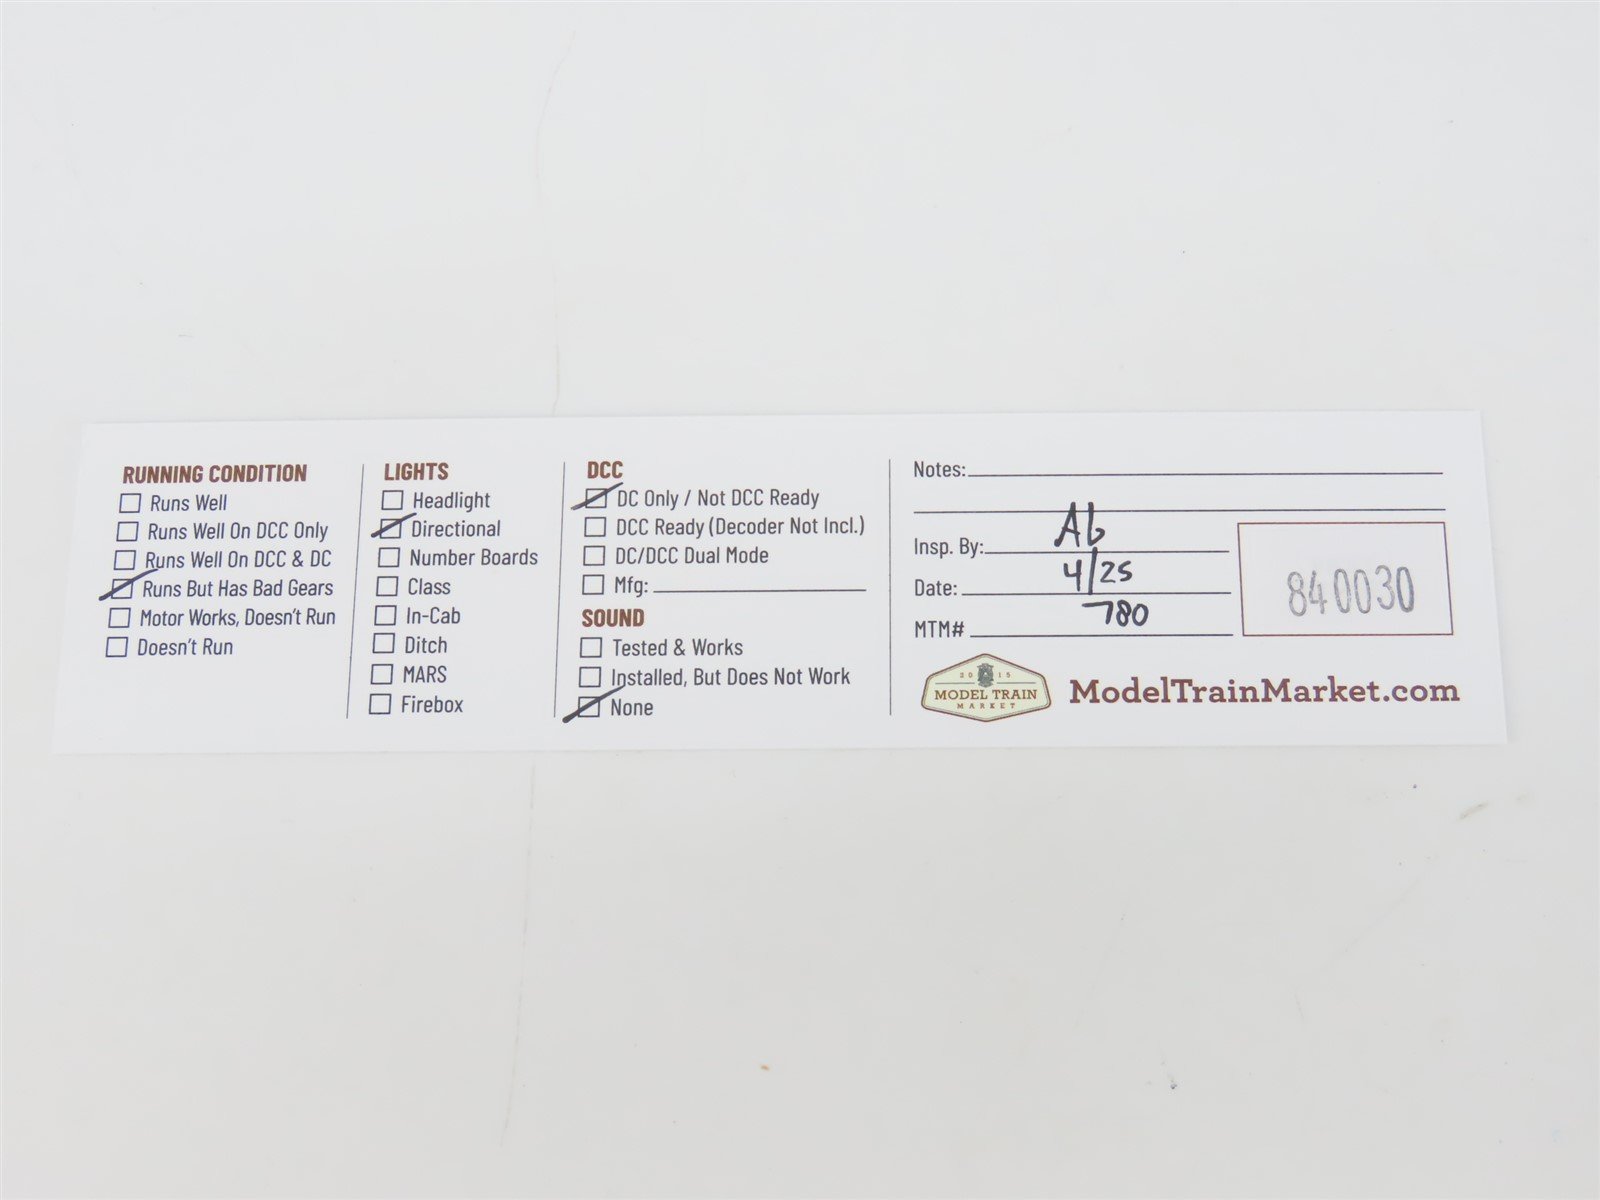 RUNNING CONDITION
Runs Well
Runs Well On DCC Only
Runs Well On DCC & DC
Runs But Has Bad Gears
Motor Works, Doesn't Run
Doesn't Run
LIGHTS
Headlight
Directional
Number Boards
Class
In-Cab
Ditch
MARS
Firebox
DCC
DC Only / Not DCC Ready
DCC Ready (Decoder Not Incl.)
DC/DCC Dual Mode
Mfg:
SOUND
Tested & Works
Installed, But Does Not Work
None
Notes:
Insp. By:
Date: 4/25
MTM# 780
840030
2015
MODEL TRAIN
MARKET
ModelTrainMarket.com